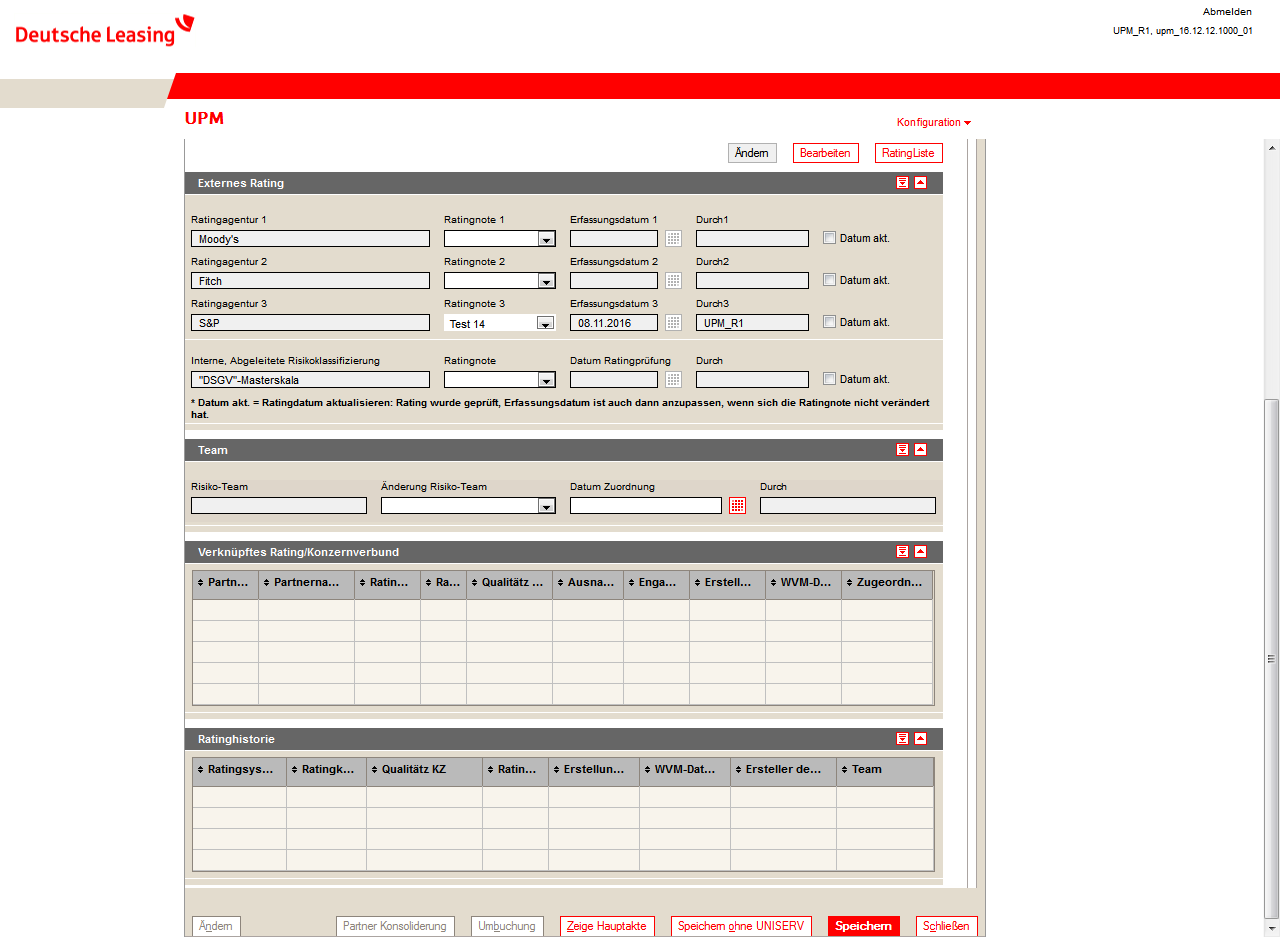 Deutsche Leasing
Abmelden
UPM_R1, upm_16.12.12.1000_01
UPM
Konfiguration
Ändern Bearbeiten RatingListe
Externes Rating
Ratingagentur 1 Ratingnote 1 Erfassungsdatum 1 Durch1
Moody's Datum akt.
Ratingagentur 2 Ratingnote 2 Erfassungsdatum 2 Durch2
Fitch Datum akt.
Ratingagentur 3 Ratingnote 3 Erfassungsdatum 3 Durch3
S&P Test 14 08.11.2016 UPM_R1 Datum akt.
Interne, Abgeleitete Risikoklassifizierung Ratingnote Datum Ratingprüfung Durch
"DSGV"-Masterskala Datum akt.
* Datum akt. = Ratingdatum aktualisieren: Rating wurde geprüft, Erfassungsdatum ist auch dann anzupassen, wenn sich die Ratingnote nicht verändert
hat.
Team
Risiko-Team Änderung Risiko-Team Datum Zuordnung Durch
Verknüpftes Rating/Konzernverbund
Partn... Partnerna... Ratin... Ra... Qualitätz ... Ausna... Enga... Erstell... WVM-D... Zugeordn...
Ratinghistorie
Ratingsys... Ratingk... Qualitätz KZ Ratin... Erstellun... WVM-Dat... Ersteller de... Team
Ändern Partner Konsoliderung Umbuchung Zeige Hauptakte Speichern ohne UNISERV Speichern Schließen